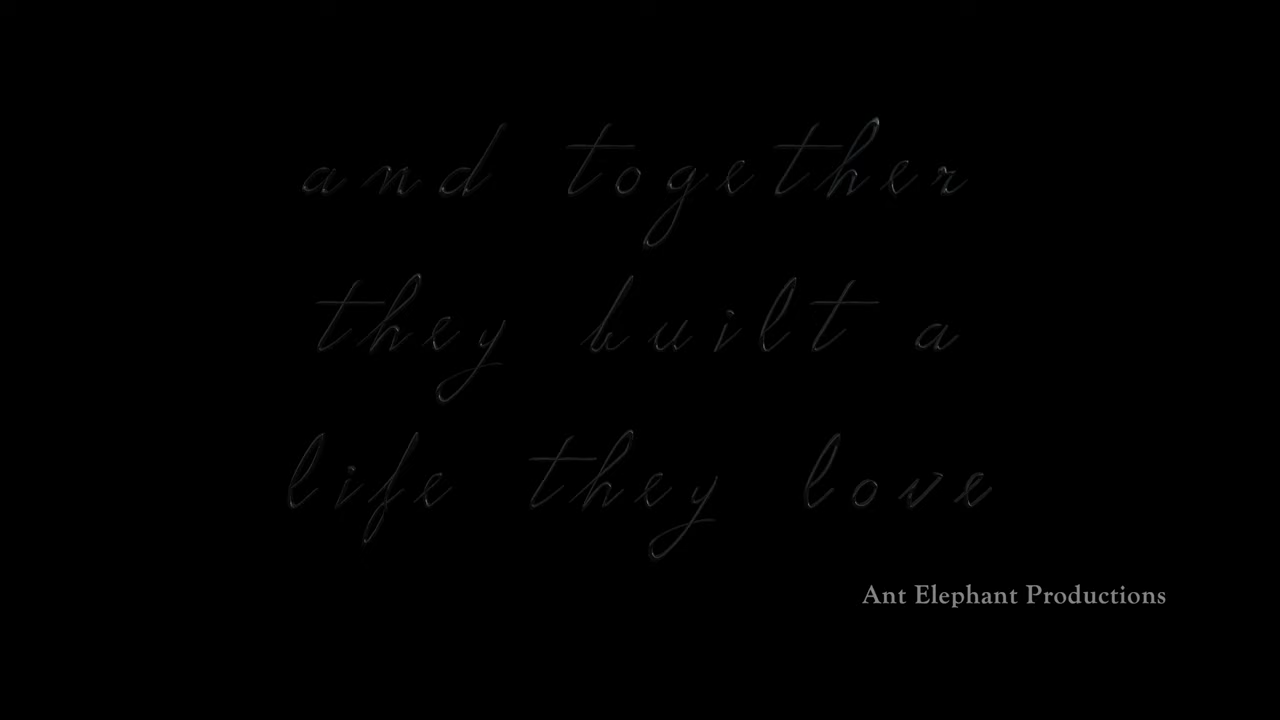 and together
they built a
life they love
Ant Elephant Productions